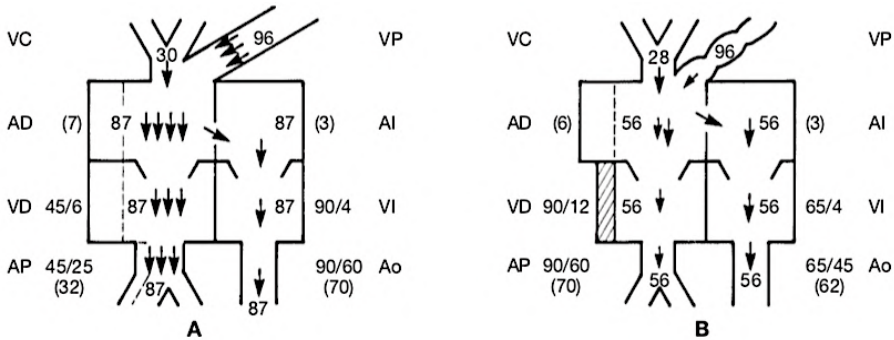 VC 30 96 VP
AD (7) 87 87 (3) AI
VD 45/6 87 87 90/4 VI
AP 45/25 87 90/60 Ao
(32) (70)
87
A
VC 28 96 VP
AD (6) 56 56 (3) AI
VD 90/12 56 56 65/4 VI
AP 90/60 56 56 65/45 Ao
(70) (62)
B